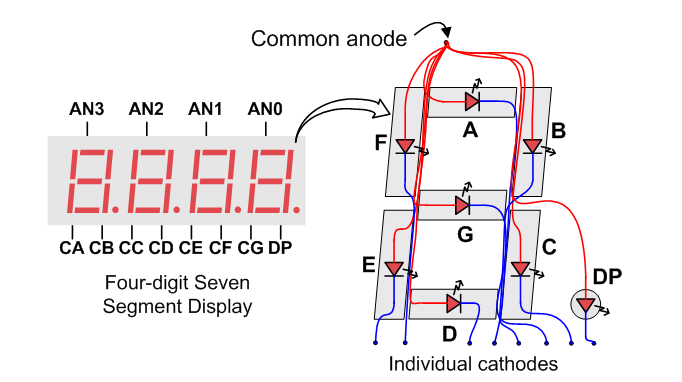 Common anode
AN3 AN2 AN1 AN0
F A B
G
E C
DP
D
CA CB CC CD CE CF CG DP
Four-digit Seven
Segment Display
Individual cathodes